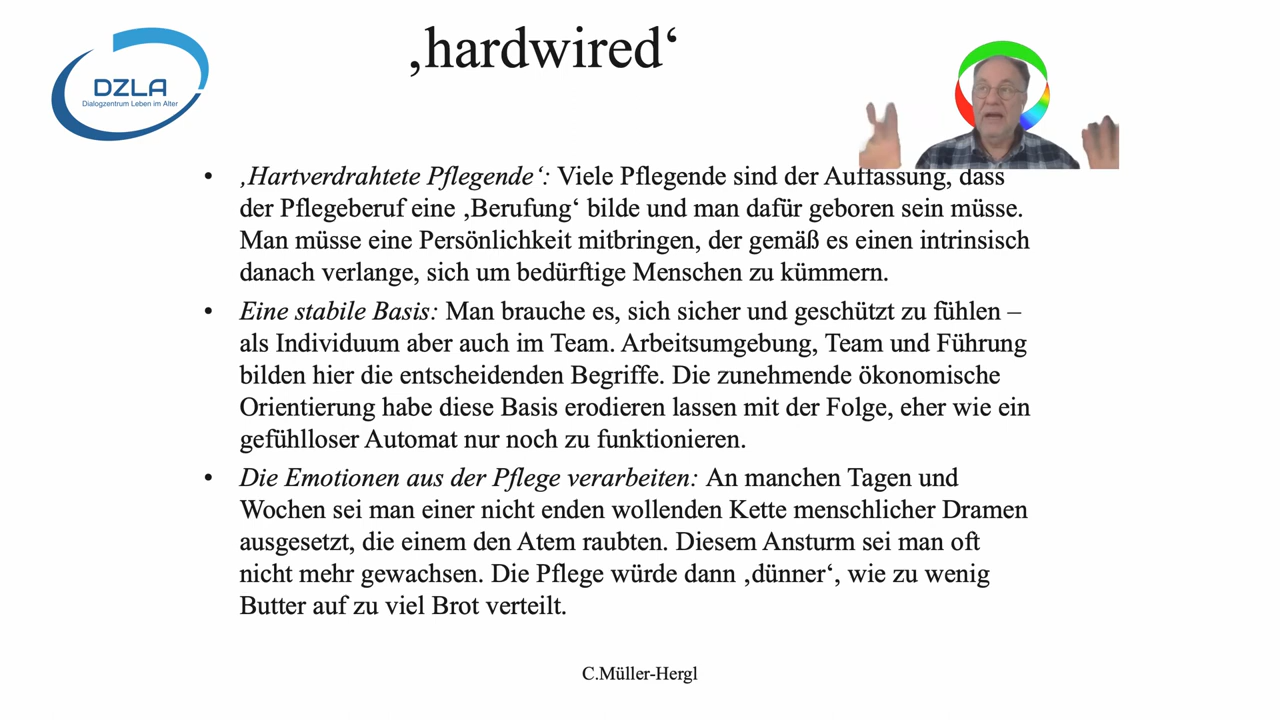 ‚hardwired‘
DZLA
Dialogzentrum Leben im Alter
• ‚Hartverdrahtete Pflegende‘: Viele Pflegende sind der Auffassung, dass
der Pflegeberuf eine ‚Berufung‘ bilde und man dafür geboren sein müsse.
Man müsse eine Persönlichkeit mitbringen, der gemäß es einen intrinsisch
danach verlange, sich um bedürftige Menschen zu kümmern.
• Eine stabile Basis: Man brauche es, sich sicher und geschützt zu fühlen –
als Individuum aber auch im Team. Arbeitsumgebung, Team und Führung
bilden hier die entscheidenden Begriffe. Die zunehmende ökonomische
Orientierung habe diese Basis erodieren lassen mit der Folge, eher wie ein
gefühlloser Automat nur noch zu funktionieren.
• Die Emotionen aus der Pflege verarbeiten: An manchen Tagen und
Wochen sei man einer nicht enden wollenden Kette menschlicher Dramen
ausgesetzt, die einem den Atem raubten. Diesem Ansturm sei man oft
nicht mehr gewachsen. Die Pflege würde dann ‚dünner‘, wie zu wenig
Butter auf zu viel Brot verteilt.
C.Müller-Hergl